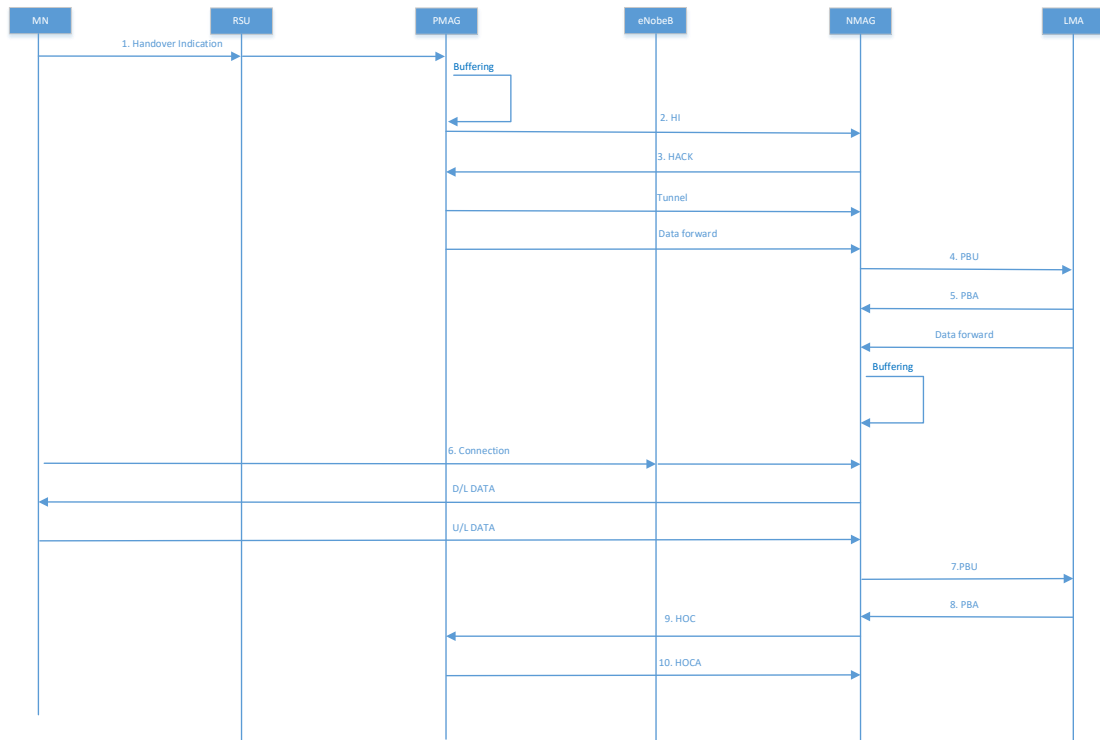 MN
RSU
PMAG
eNobeB
NMAG
LMA
1. Handover Indication
Buffering
2. HI
3. HACK
Tunnel
Data forward
4. PBU
5. PBA
Data forward
Buffering
6. Connection
D/L DATA
U/L DATA
7.PBU
8. PBA
9. HOC
10. HOCA